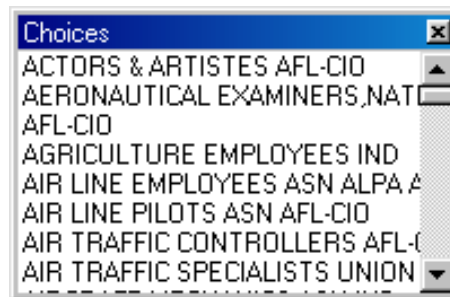 Choices
ACTORS & ARTISTES AFL-CIO
AERONAUTICAL EXAMINERS,NAT
AFL-CIO
AGRICULTURE EMPLOYEES IND
AIR LINE EMPLOYEES ASN ALPA A
AIR LINE PILOTS ASN AFL-CIO
AIR TRAFFIC CONTROLLERS AFL-
AIR TRAFFIC SPECIALISTS UNION